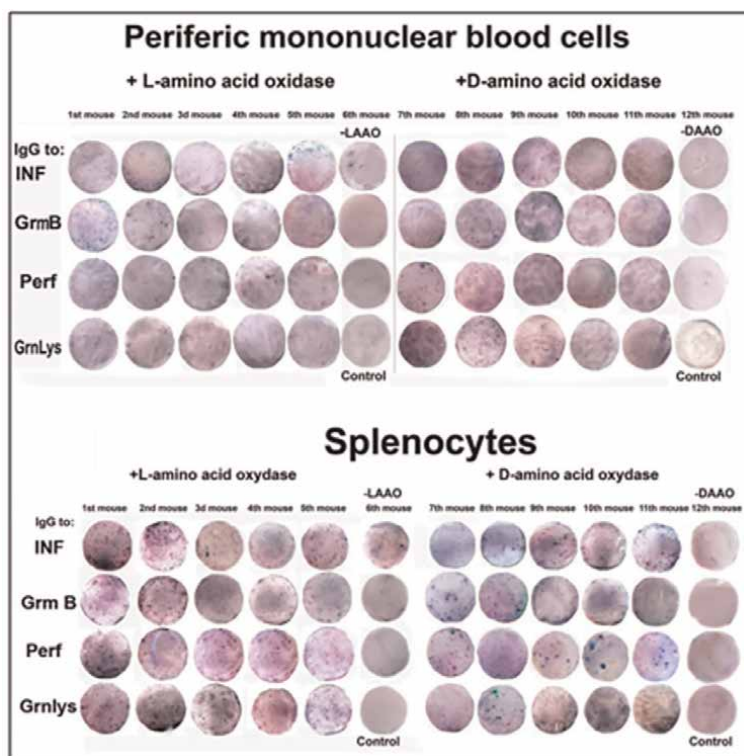 Periferic mononuclear blood cells
+ L-amino acid oxidase +D-amino acid oxidase
1st mouse 2nd mouse 3d mouse 4th mouse 5th mouse 6th mouse 7th mouse 8th mouse 9th mouse 10th mouse 11th mouse 12th mouse
-LAAO -DAAO
IgG to:
INF
GrmB
Perf
GrnLys
Control Control
Splenocytes
+L-amino acid oxydase + D-amino acid oxydase
-LAAO -DAAO
1st mouse 2nd mouse 3d mouse 4th mouse 5th mouse 6th mouse 7th mouse 8th mouse 9th mouse 10th mouse 11th mouse 12th mouse
IgG to:
INF
Grm B
Perf
Grnlys
Control Control